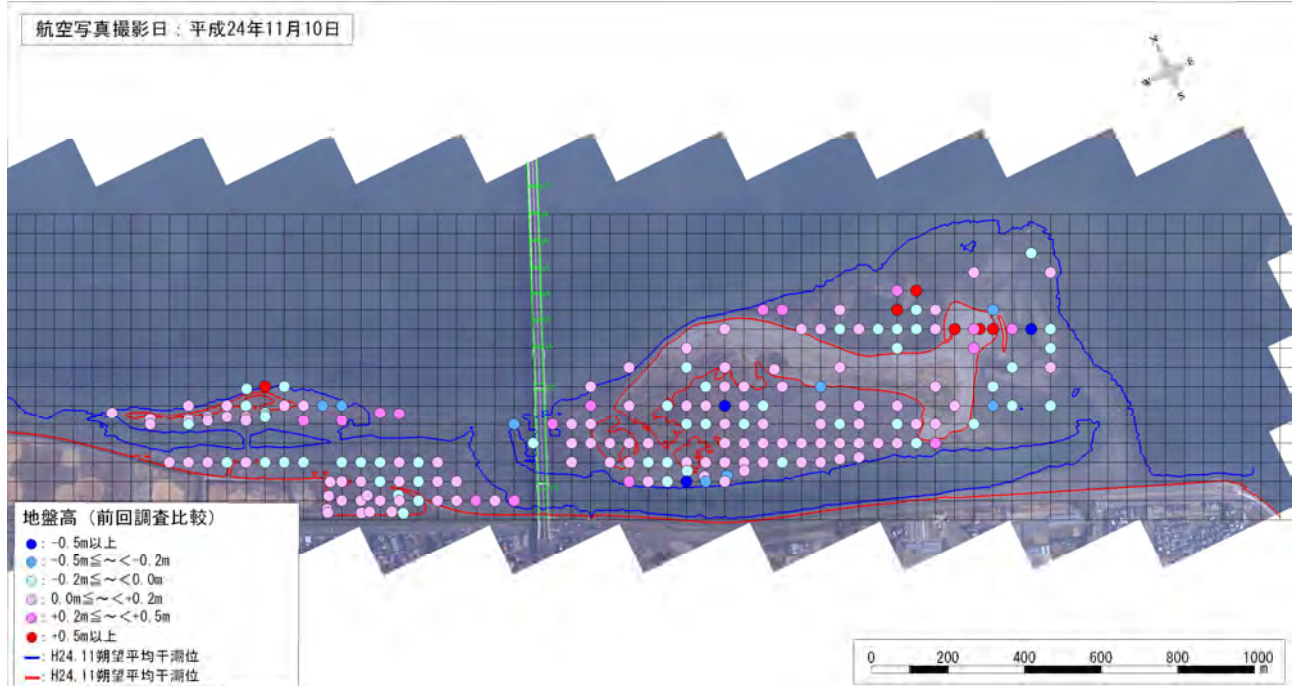 航空写真撮影日：平成24年11月10日
N
E
W
S
地盤高（前回調査比較）
：-0.5m以上
：-0.5m≦～<-0.2m
：-0.2m≦～<0.0m
：0.0m≦～<+0.2m
：+0.2m≦～<+0.5m
：+0.5m以上
：H24.11朔望平均干潮位
：H24.11朔望平均干潮位
0 200 400 600 800 1000
m